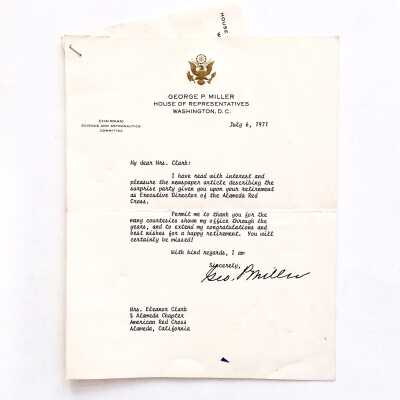 HOUSE
GEORGE P. MILLER
HOUSE OF REPRESENTATIVES
WASHINGTON, D. C.
CHAIRMAN
SCIENCE AND ASTRONAUTICS
COMMITTEE
July 6, 1971
My dear Mrs. Clark:
I have read with interest and
pleasure the newspaper article describing the
surprise party given you upon your retirement
as Executive Director of the Alameda Red
Cross.
Permit me to thank you for the
many courtesies shown my office through the
years, and to extend my congratulations and
best wishes for a happy retirement. You will
certainly be missed!
With kind regards, I am
Sincerely,
Geo. P Miller
Mrs. Eleanor Clark
% Alameda Chapter
American Red Cross
Alameda, California